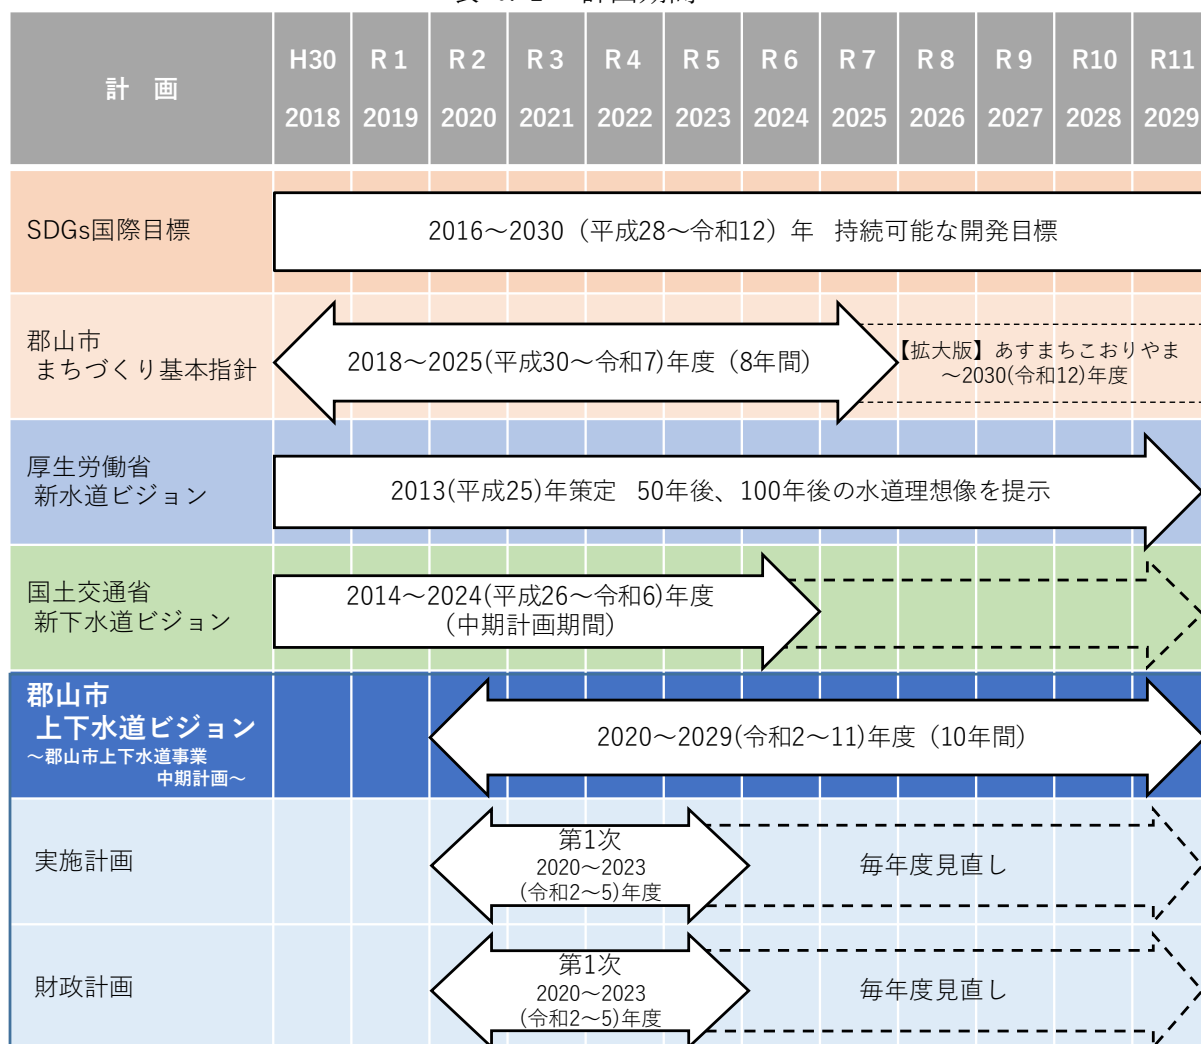 計　画
H30 R 1 R 2 R 3 R 4 R 5 R 6 R 7 R 8 R 9 R10 R11
2018 2019 2020 2021 2022 2023 2024 2025 2026 2027 2028 2029
SDGs国際目標
2016～2030（平成28～令和12）年　持続可能な開発目標
郡山市
まちづくり基本指針
2018～2025(平成30～令和7)年度（8年間）
【拡大版】あすまちこおりやま
～2030(令和12)年度
厚生労働省
新水道ビジョン
2013(平成25)年策定　50年後、100年後の水道理想像を提示
国土交通省
新下水道ビジョン
2014～2024(平成26～令和6)年度
(中期計画期間)
郡山市
上下水道ビジョン
～郡山市上下水道事業
中期計画～
2020～2029(令和2～11)年度（10年間）
実施計画
第1次
2020～2023
(令和2～5)年度
毎年度見直し
財政計画
第1次
2020～2023
(令和2～5)年度
毎年度見直し